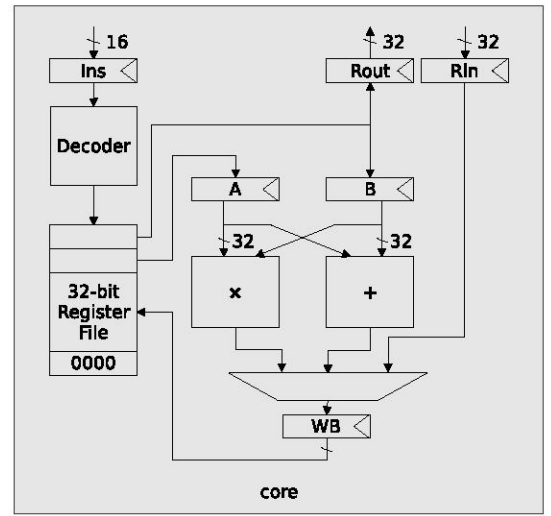 16
32
32
Ins
Rout
RIn
Decoder
A
B
32
32
×
+
32-bit
Register
File
0000
WB
core